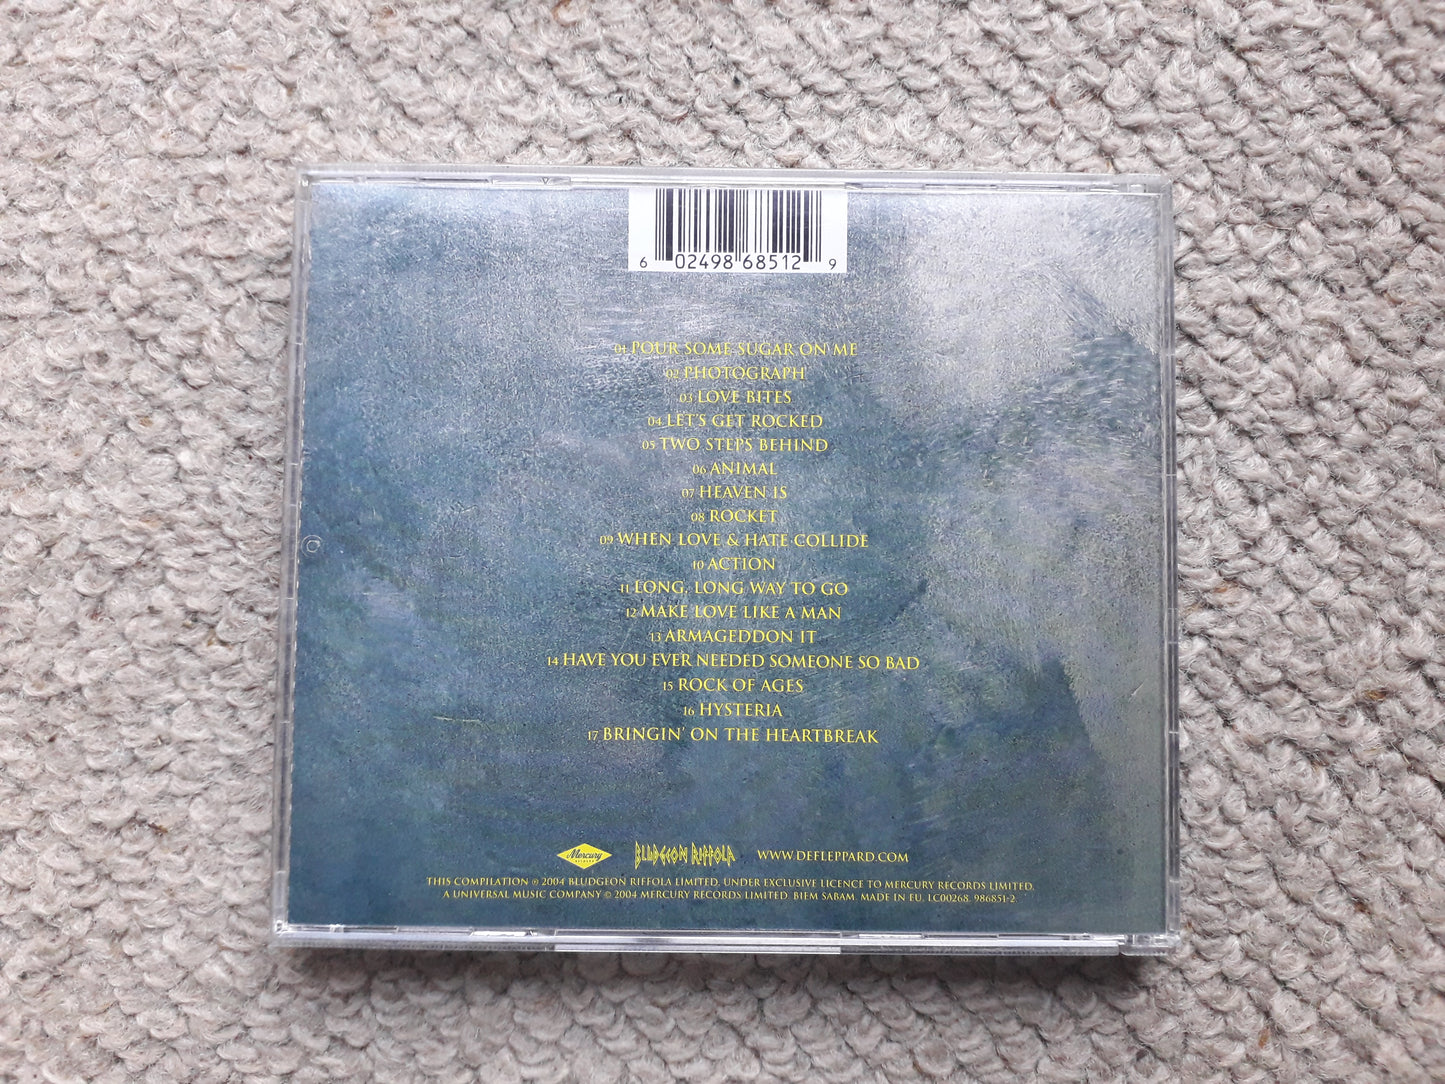 6 02498 68512 9
01 POUR SOME SUGAR ON ME
02 PHOTOGRAPH
03 LOVE BITES
04 LET'S GET ROCKED
05 TWO STEPS BEHIND
06 ANIMAL
07 HEAVEN IS
08 ROCKET
09 WHEN LOVE & HATE COLLIDE
10 ACTION
11 LONG, LONG WAY TO GO
12 MAKE LOVE LIKE A MAN
13 ARMAGEDDON IT
14 HAVE YOU EVER NEEDED SOMEONE SO BAD
15 ROCK OF AGES
16 HYSTERIA
17 BRINGIN' ON THE HEARTBREAK
Mercury RECORDS BLUDGEON RIFFOLA WWW.DEFLEPPARD.COM
THIS COMPILATION ℗ 2004 BLUDGEON RIFFOLA LIMITED. UNDER EXCLUSIVE LICENCE TO MERCURY RECORDS LIMITED.
A UNIVERSAL MUSIC COMPANY © 2004 MERCURY RECORDS LIMITED. BIEM SABAM. MADE IN EU. LC00268. 986851-2